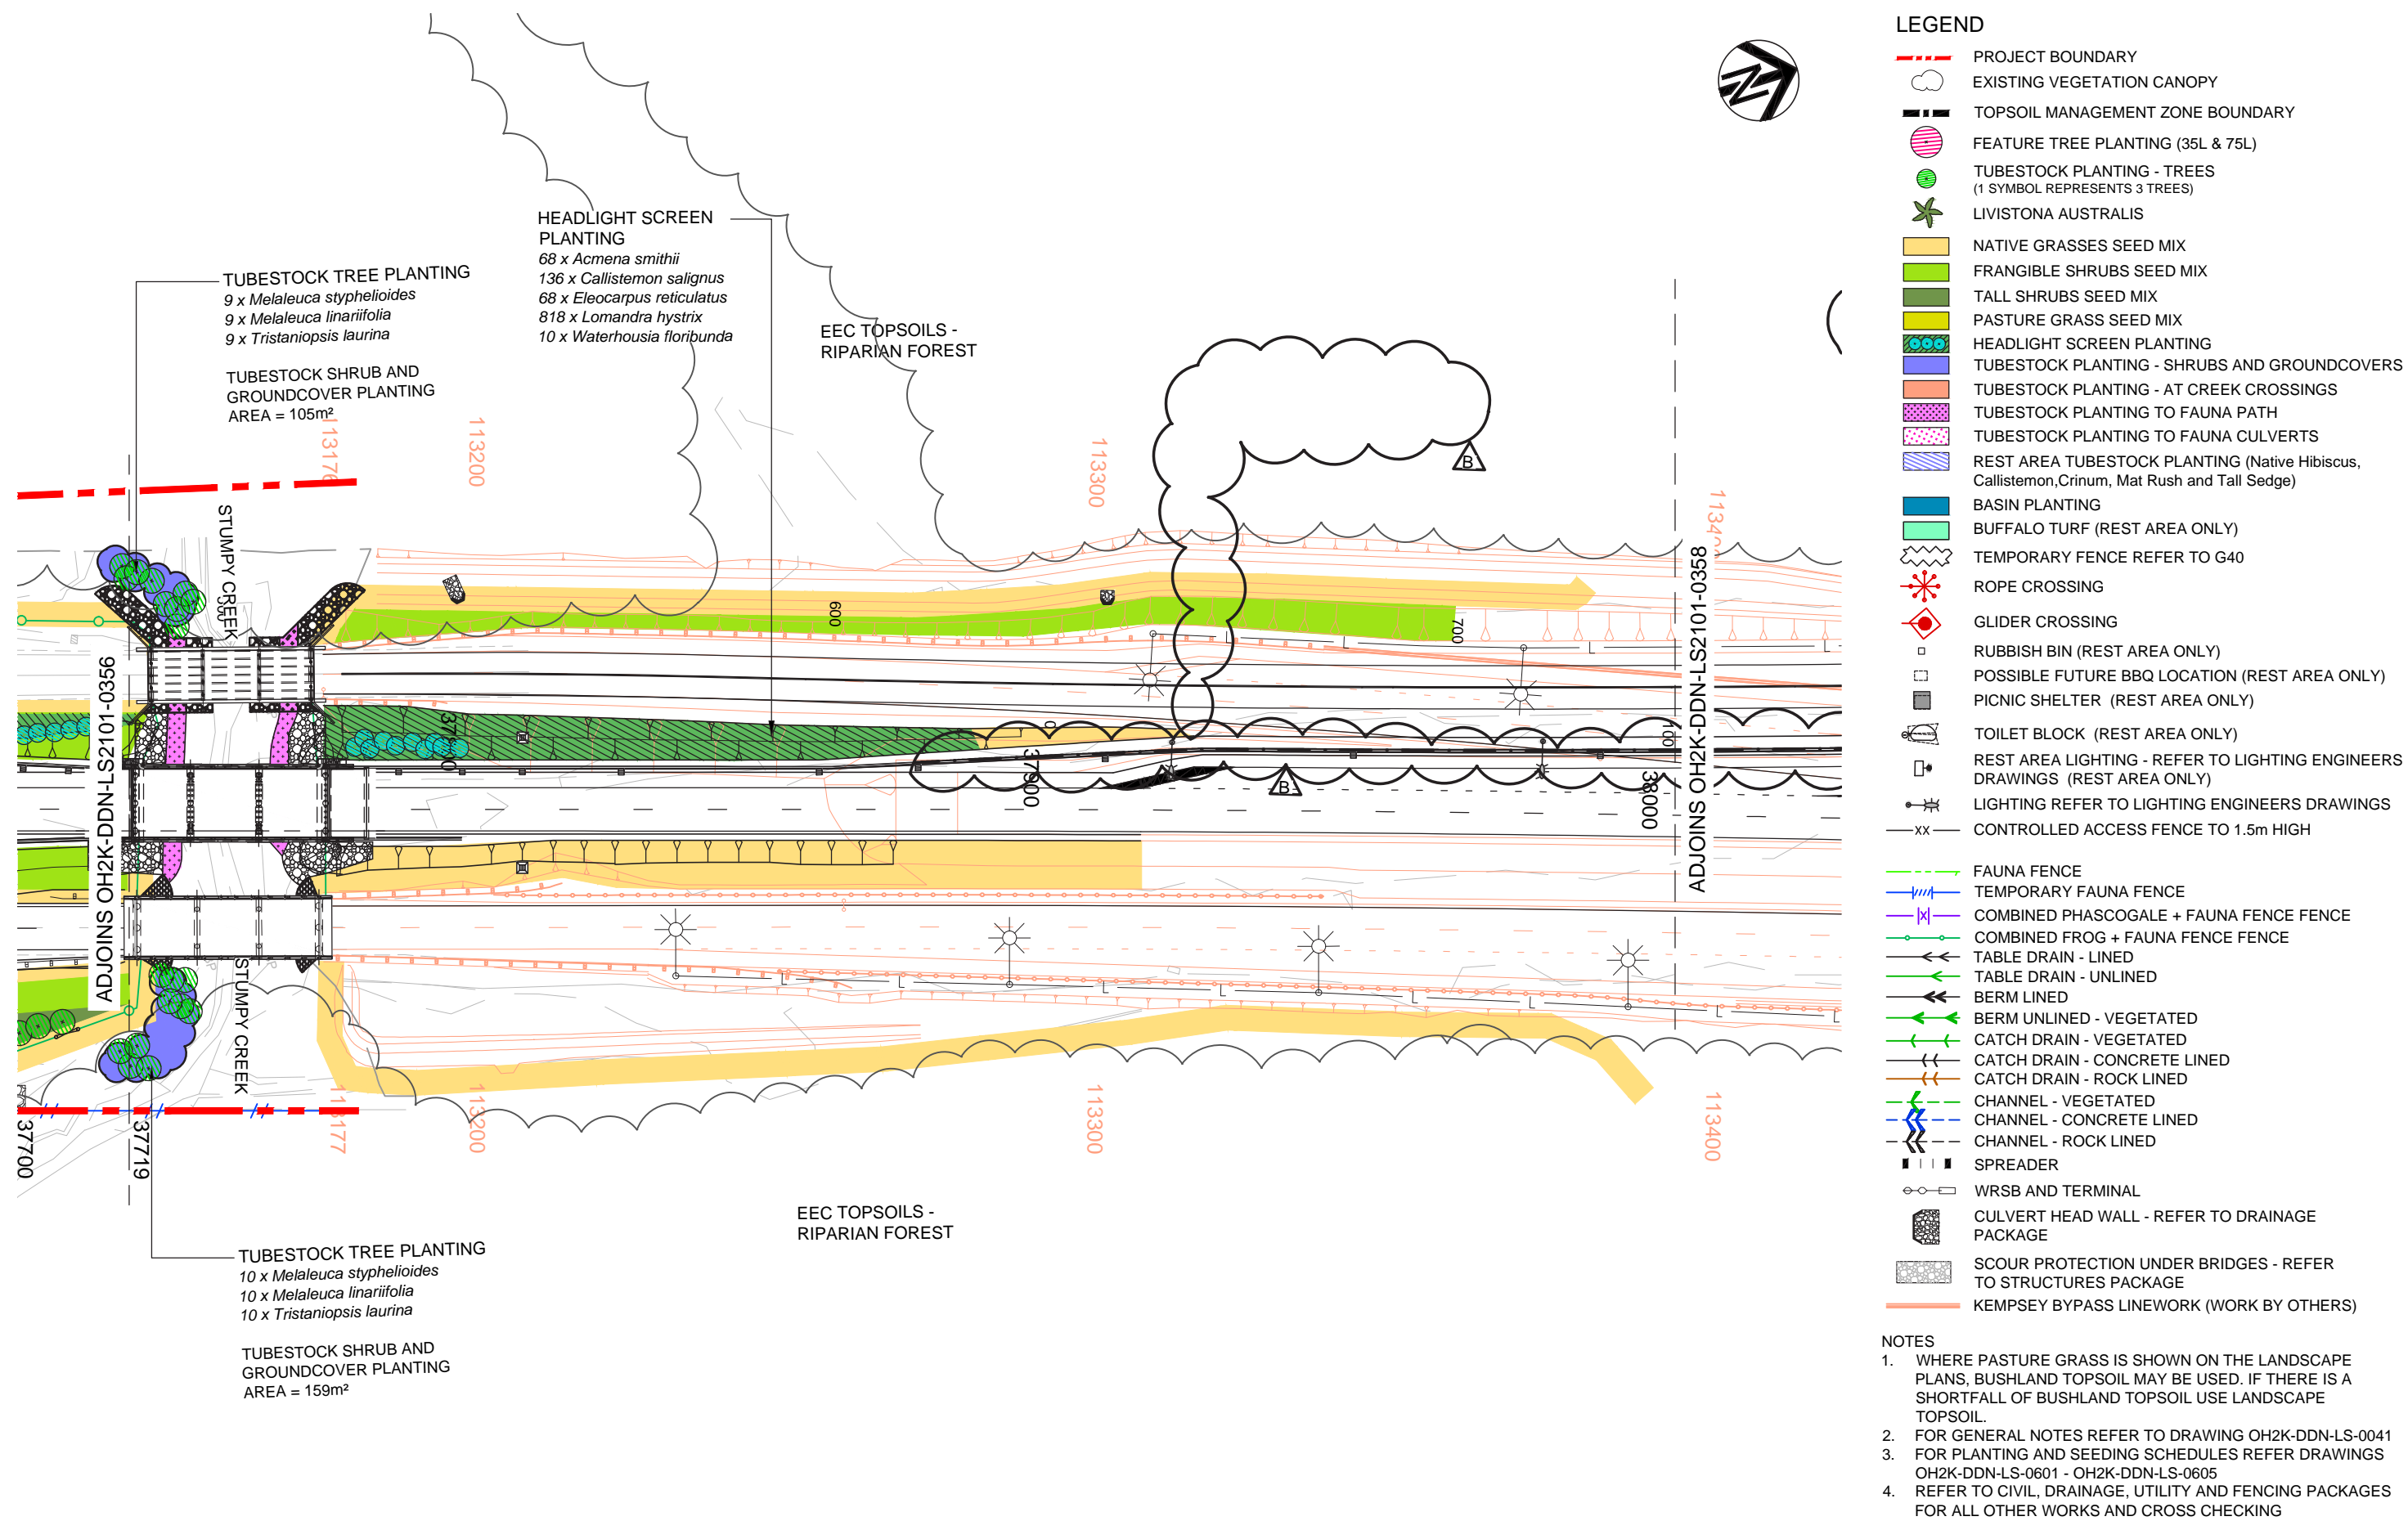 HEADLIGHT SCREEN
PLANTING
68 x Acmena smithii
136 x Callistemon salignus
68 x Eleocarpus reticulatus
818 x Lomandra hystrix
10 x Waterhousia floribunda
TUBESTOCK TREE PLANTING
9 x Melaleuca styphelioides
9 x Melaleuca linariifolia
9 x Tristaniopsis laurina
TUBESTOCK SHRUB AND
GROUNDCOVER PLANTING
AREA = 105m²
EEC TOPSOILS -
RIPARIAN FOREST
113176
113200
113300
B
STUMPY CREEK
600
700
L
L
L
ADJOINS OH2K-DDN-LS2101-0356
ADJOINS OH2K-DDN-LS2101-0358
0
100
37900
38000
B
L
L
L
L
L
L
L
STUMPY CREEK
37700
37719
113177
113200
113300
113400
EEC TOPSOILS -
RIPARIAN FOREST
TUBESTOCK TREE PLANTING
10 x Melaleuca styphelioides
10 x Melaleuca linariifolia
10 x Tristaniopsis laurina
TUBESTOCK SHRUB AND
GROUNDCOVER PLANTING
AREA = 159m²
LEGEND
PROJECT BOUNDARY
EXISTING VEGETATION CANOPY
TOPSOIL MANAGEMENT ZONE BOUNDARY
FEATURE TREE PLANTING (35L & 75L)
TUBESTOCK PLANTING - TREES
(1 SYMBOL REPRESENTS 3 TREES)
LIVISTONA AUSTRALIS
NATIVE GRASSES SEED MIX
FRANGIBLE SHRUBS SEED MIX
TALL SHRUBS SEED MIX
PASTURE GRASS SEED MIX
HEADLIGHT SCREEN PLANTING
TUBESTOCK PLANTING - SHRUBS AND GROUNDCOVERS
TUBESTOCK PLANTING - AT CREEK CROSSINGS
TUBESTOCK PLANTING TO FAUNA PATH
TUBESTOCK PLANTING TO FAUNA CULVERTS
REST AREA TUBESTOCK PLANTING (Native Hibiscus,
Callistemon,Crinum, Mat Rush and Tall Sedge)
BASIN PLANTING
BUFFALO TURF (REST AREA ONLY)
TEMPORARY FENCE REFER TO G40
ROPE CROSSING
GLIDER CROSSING
RUBBISH BIN (REST AREA ONLY)
POSSIBLE FUTURE BBQ LOCATION (REST AREA ONLY)
PICNIC SHELTER (REST AREA ONLY)
TOILET BLOCK (REST AREA ONLY)
REST AREA LIGHTING - REFER TO LIGHTING ENGINEERS
DRAWINGS (REST AREA ONLY)
LIGHTING REFER TO LIGHTING ENGINEERS DRAWINGS
XX CONTROLLED ACCESS FENCE TO 1.5m HIGH
FAUNA FENCE
TEMPORARY FAUNA FENCE
X COMBINED PHASCOGALE + FAUNA FENCE FENCE
COMBINED FROG + FAUNA FENCE FENCE
TABLE DRAIN - LINED
TABLE DRAIN - UNLINED
BERM LINED
BERM UNLINED - VEGETATED
CATCH DRAIN - VEGETATED
CATCH DRAIN - CONCRETE LINED
CATCH DRAIN - ROCK LINED
CHANNEL - VEGETATED
CHANNEL - CONCRETE LINED
CHANNEL - ROCK LINED
SPREADER
WRSB AND TERMINAL
CULVERT HEAD WALL - REFER TO DRAINAGE
PACKAGE
SCOUR PROTECTION UNDER BRIDGES - REFER
TO STRUCTURES PACKAGE
KEMPSEY BYPASS LINEWORK (WORK BY OTHERS)
NOTES
1. WHERE PASTURE GRASS IS SHOWN ON THE LANDSCAPE
PLANS, BUSHLAND TOPSOIL MAY BE USED. IF THERE IS A
SHORTFALL OF BUSHLAND TOPSOIL USE LANDSCAPE
TOPSOIL.
2. FOR GENERAL NOTES REFER TO DRAWING OH2K-DDN-LS-0041
3. FOR PLANTING AND SEEDING SCHEDULES REFER DRAWINGS
OH2K-DDN-LS-0601 - OH2K-DDN-LS-0605
4. REFER TO CIVIL, DRAINAGE, UTILITY AND FENCING PACKAGES
FOR ALL OTHER WORKS AND CROSS CHECKING